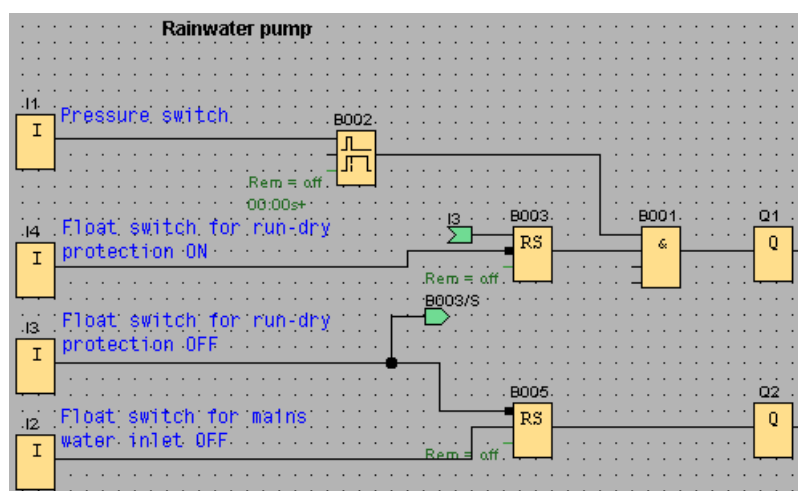 Rainwater pump
I1
Pressure switch
I
B002
Rem = off
00:00s+
I4
Float switch for run-dry
protection ON
I
I3
B003
RS
Rem = off
B001
&
Q1
Q
B003/S
I3
Float switch for run-dry
protection OFF
I
I2
Float switch for mains
water inlet OFF
I
B005
RS
Rem = off
Q2
Q